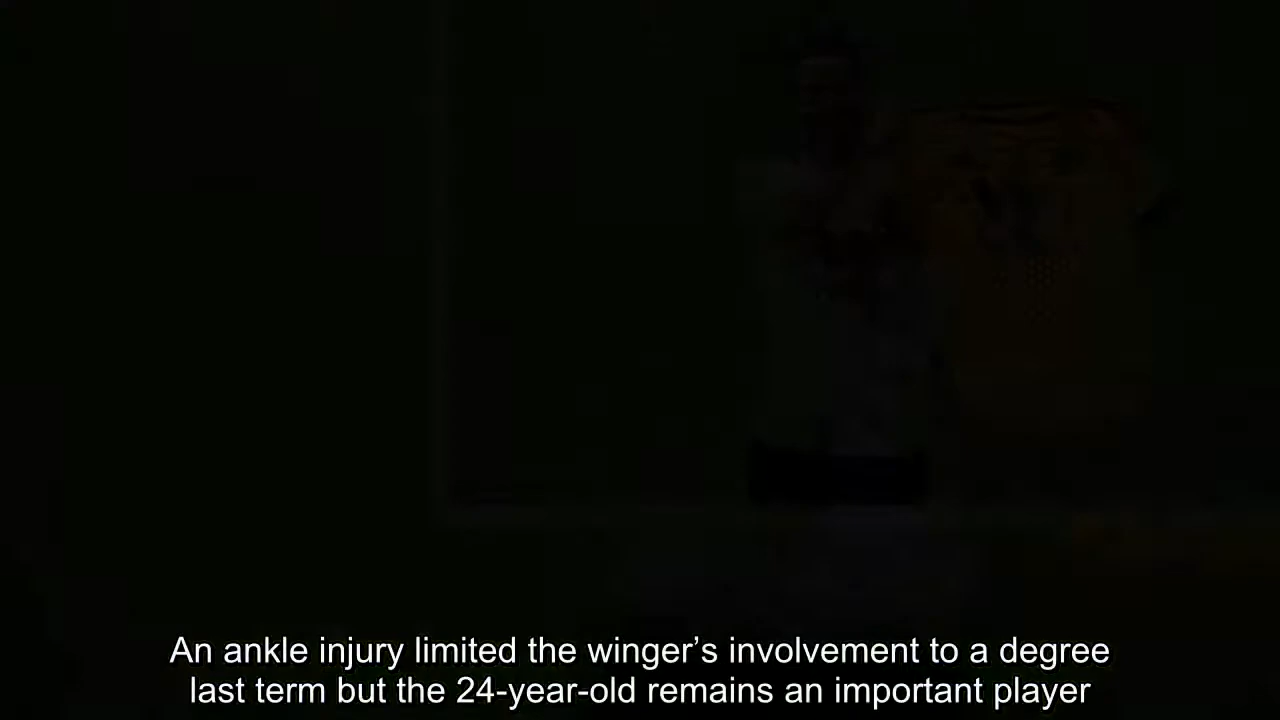 An ankle injury limited the winger’s involvement to a degree
last term but the 24-year-old remains an important player